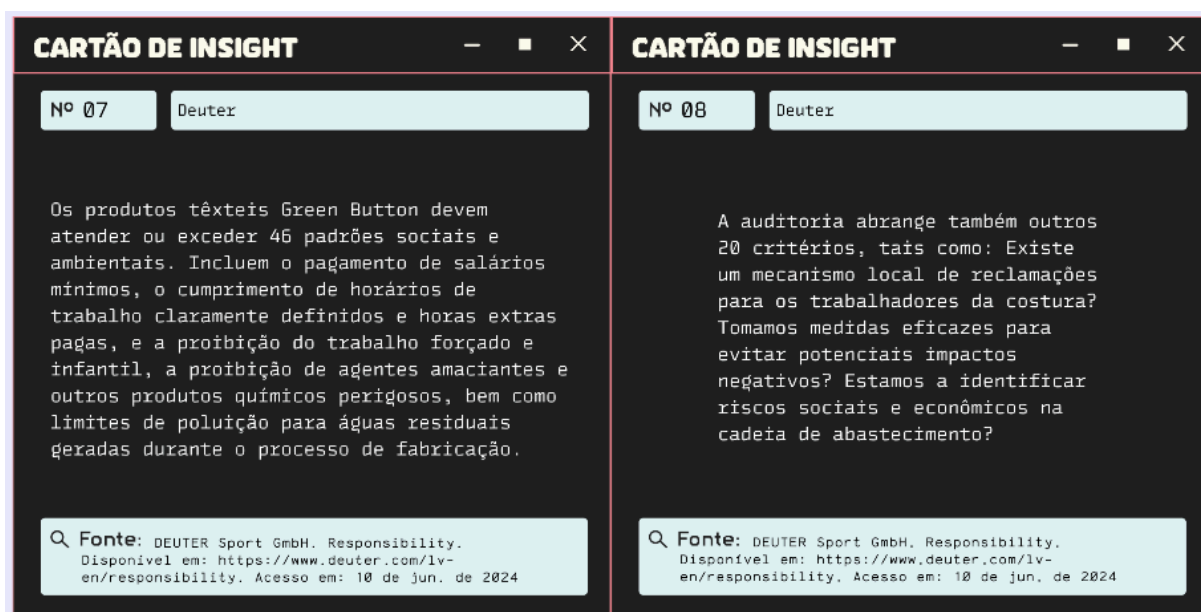 CARTÃO DE INSIGHT
Nº 07
Deuter
Os produtos têxteis Green Button devem
atender ou exceder 46 padrões sociais e
ambientais. Incluem o pagamento de salários
mínimos, o cumprimento de horários de
trabalho claramente definidos e horas extras
pagas, e a proibição do trabalho forçado e
infantil, a proibição de agentes amaciantes e
outros produtos químicos perigosos, bem como
limites de poluição para águas residuais
geradas durante o processo de fabricação.
Fonte: DEUTER Sport GmbH. Responsibility.
Disponível em: https://www.deuter.com/lv-
en/responsibility. Acesso em: 10 de jun. de 2024
CARTÃO DE INSIGHT
Nº 08
Deuter
A auditoria abrange também outros
20 critérios, tais como: Existe
um mecanismo local de reclamações
para os trabalhadores da costura?
Tomamos medidas eficazes para
evitar potenciais impactos
negativos? Estamos a identificar
riscos sociais e econômicos na
cadeia de abastecimento?
Fonte: DEUTER Sport GmbH. Responsibility.
Disponível em: https://www.deuter.com/lv-
en/responsibility. Acesso em: 10 de jun. de 2024